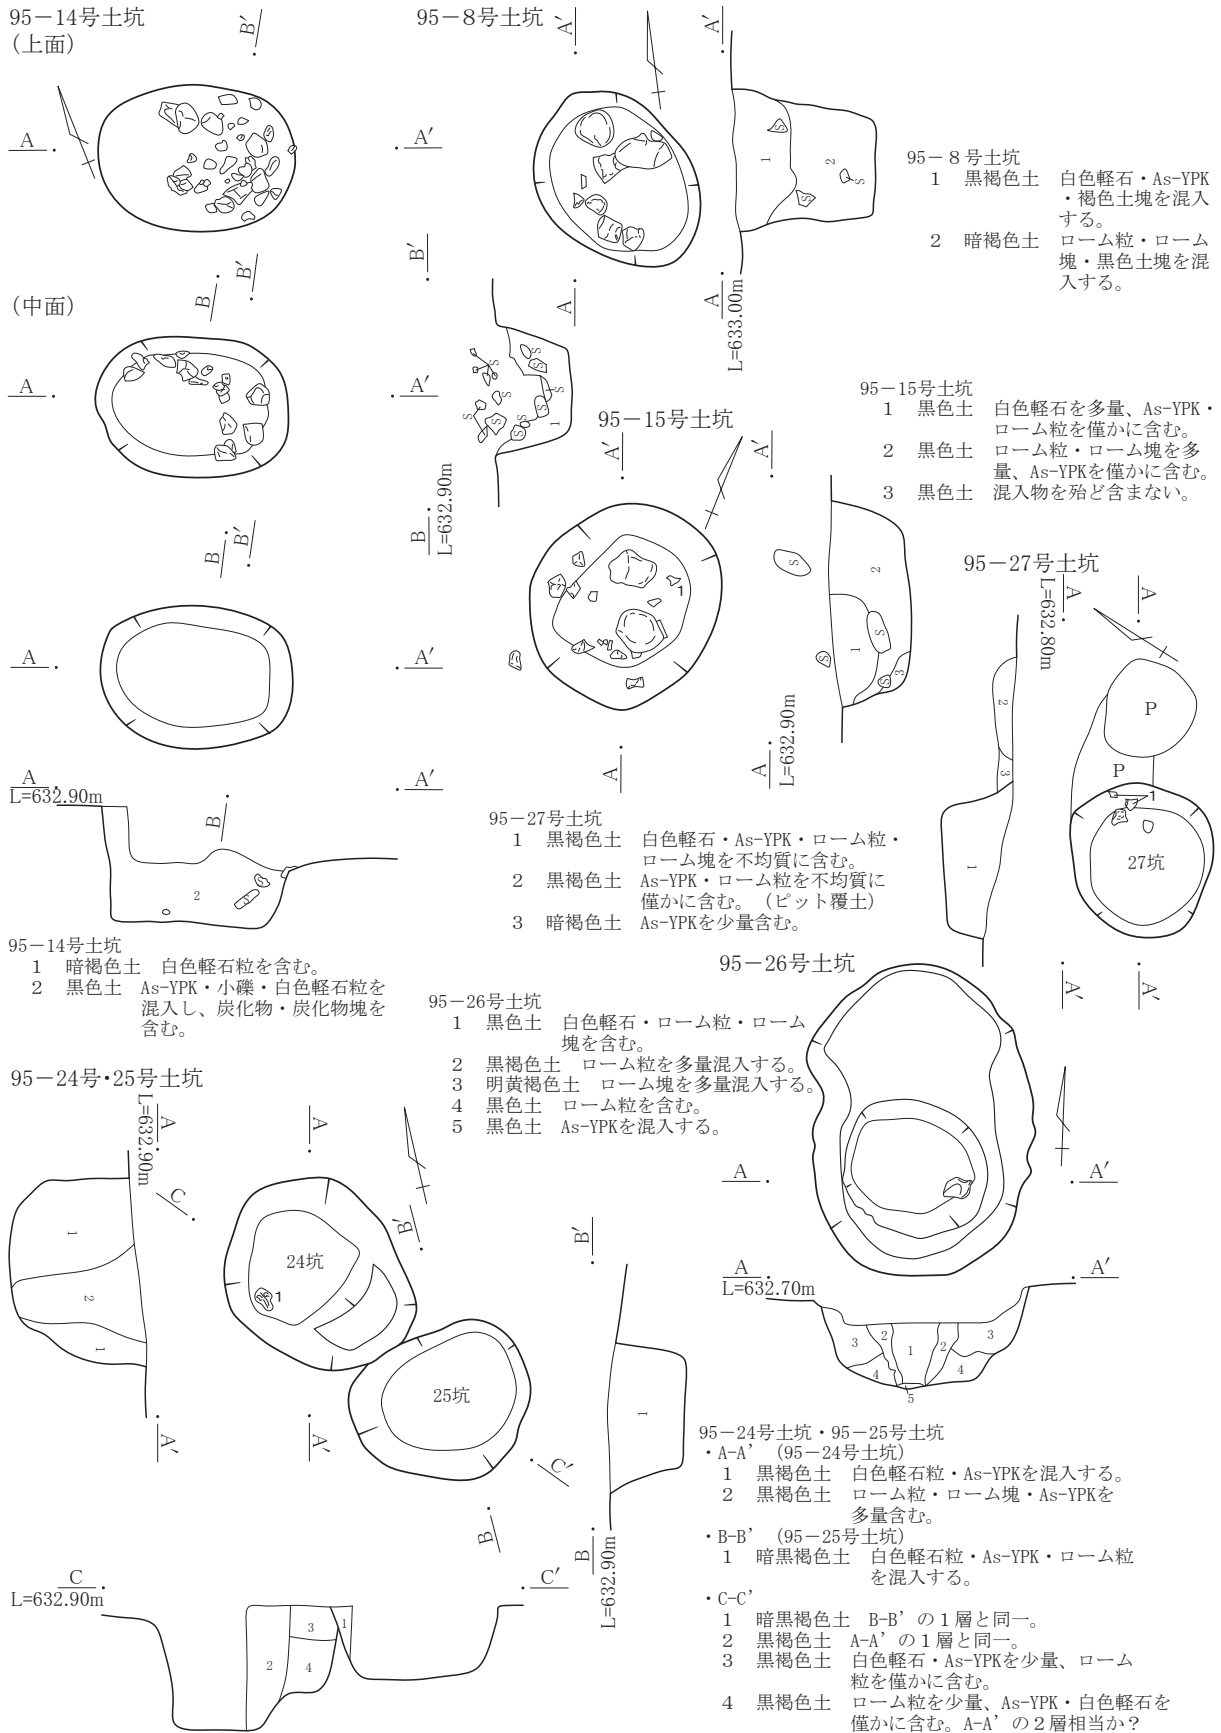 95－14号土坑
（上面）
B′
A
A′
B
B′
（中面）
B
B′
A
A′
B
L=632.90m
S
S
S
S
S
S
S
S
S
S
1
B
B′
A
A′
A
L=632.90m
A′
B
2
95－14号土坑
1 暗褐色土 白色軽石粒を含む。
2 黒色土 As-YPK・小礫・白色軽石粒を
混入し、炭化物・炭化物塊を
含む。
95－8号土坑
A′
A′
A
A
L=633.00m
1
2
S
S
S
95－８号土坑
1 黒褐色土 白色軽石・As-YPK
・褐色土塊を混入
する。
2 暗褐色土 ローム粒・ローム
塊・黒色土塊を混
入する。
95－15号土坑
A′
A′
1
A
A
L=632.90m
S
S
S
S
1
2
3
95－15号土坑
1 黒色土 白色軽石を多量、As-YPK・
ローム粒を僅かに含む。
2 黒色土 ローム粒・ローム塊を多
量、As-YPKを僅かに含む。
3 黒色土 混入物を殆ど含まない。
95－27号土坑
A
L=632.80m
A
P
P
1
27坑
2
3
1
A′
A′
95－27号土坑
1 黒褐色土 白色軽石・As-YPK・ローム粒・
ローム塊を不均質に含む。
2 黒褐色土 As-YPK・ローム粒を不均質に
僅かに含む。（ピット覆土）
3 暗褐色土 As-YPKを少量含む。
95－26号土坑
A
A′
A
L=632.70m
A′
3
2
1
2
3
4
4
5
95－26号土坑
1 黒色土 白色軽石・ローム粒・ローム
塊を含む。
2 黒褐色土 ローム粒を多量混入する。
3 明黄褐色土 ローム塊を多量混入する。
4 黒色土 ローム粒を含む。
5 黒色土 As-YPKを混入する。
95－24号・25号土坑
A
L=632.90m
A
C
B′
B′
1
2
1
24坑
1
25坑
1
A′
A′
C′
B
B
L=632.90m
C
L=632.90m
C′
2
3
1
4
95－24号土坑・95－25号土坑
・A-A’（95－24号土坑）
1 黒褐色土 白色軽石粒・As-YPKを混入する。
2 黒褐色土 ローム粒・ローム塊・As-YPKを
多量含む。
・B-B’（95－25号土坑）
1 暗黒褐色土 白色軽石粒・As-YPK・ローム粒
を混入する。
・C-C’
1 暗黒褐色土 B-B’の１層と同一。
2 黒褐色土 A-A’の１層と同一。
3 黒褐色土 白色軽石・As-YPKを少量、ローム
粒を僅かに含む。
4 黒褐色土 ローム粒を少量、As-YPK・白色軽石を
僅かに含む。A-A’の２層相当か？